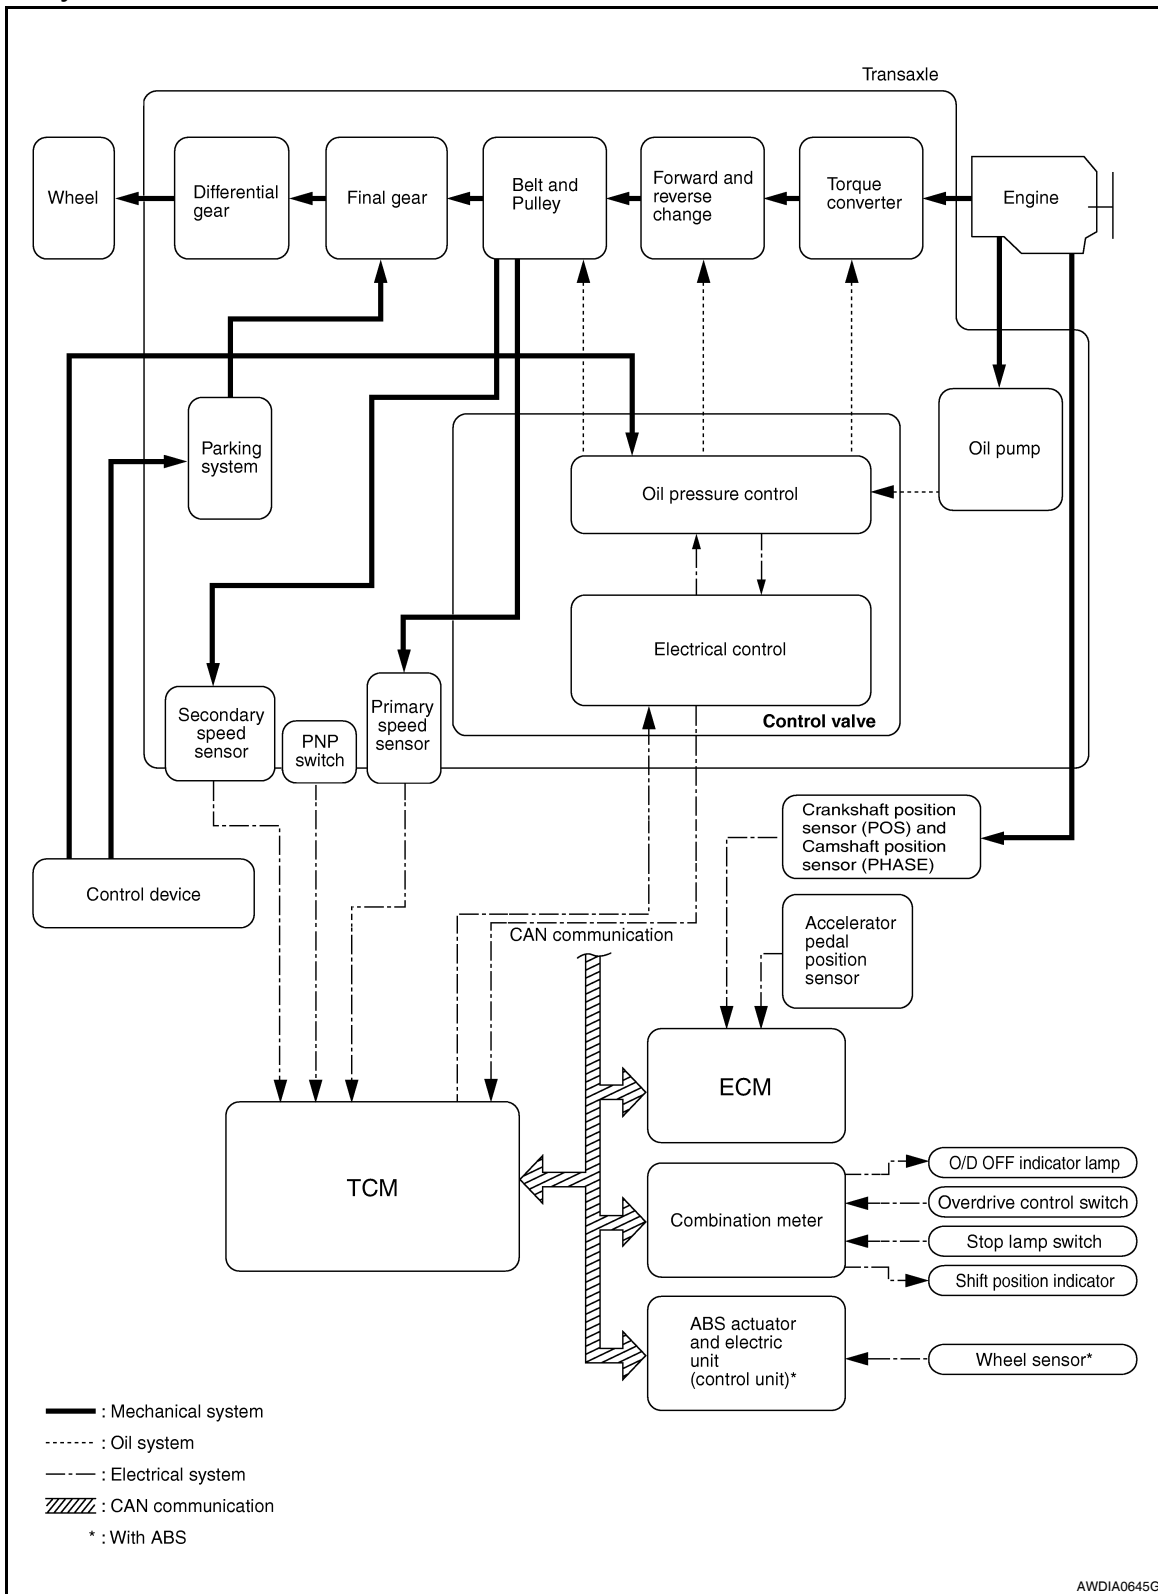 Transaxle
Wheel
Differential
gear
Final gear
Belt and
Pulley
Forward and
reverse
change
Torque
converter
Engine
Parking
system
Oil pump
Oil pressure control
Electrical control
Control valve
Secondary
speed
sensor
PNP
switch
Primary
speed
sensor
Control device
Crankshaft position
sensor (POS) and
Camshaft position
sensor (PHASE)
Accelerator
pedal
position
sensor
CAN communication
ECM
TCM
Combination meter
O/D OFF indicator lamp
Overdrive control switch
Stop lamp switch
Shift position indicator
ABS actuator
and electric
unit
(control unit)*
Wheel sensor*
: Mechanical system
: Oil system
: Electrical system
: CAN communication
* : With ABS
AWDIA0645G